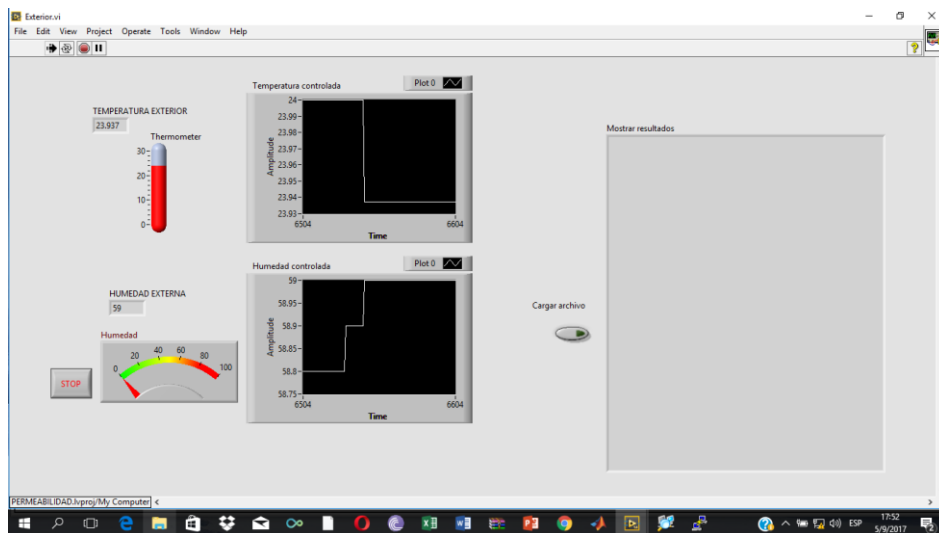 Exterior.vi
File Edit View Project Operate Tools Window Help
TEMPERATURA EXTERIOR
23.937
Thermometer
30
20
10
0
Temperatura controlada
Plot 0
24
23.99
23.98
23.97
23.96
23.95
23.94
23.93
Amplitude
6504
6604
Time
HUMEDAD EXTERNA
59
Humedad
0
20
40
60
80
100
STOP
Humedad controlada
Plot 0
59
58.95
58.9
58.85
58.8
58.75
Amplitude
6504
6604
Time
Cargar archivo
Mostrar resultados
PERMEABILIDAD.lvproj/My Computer
ESP
17:52
5/9/2017